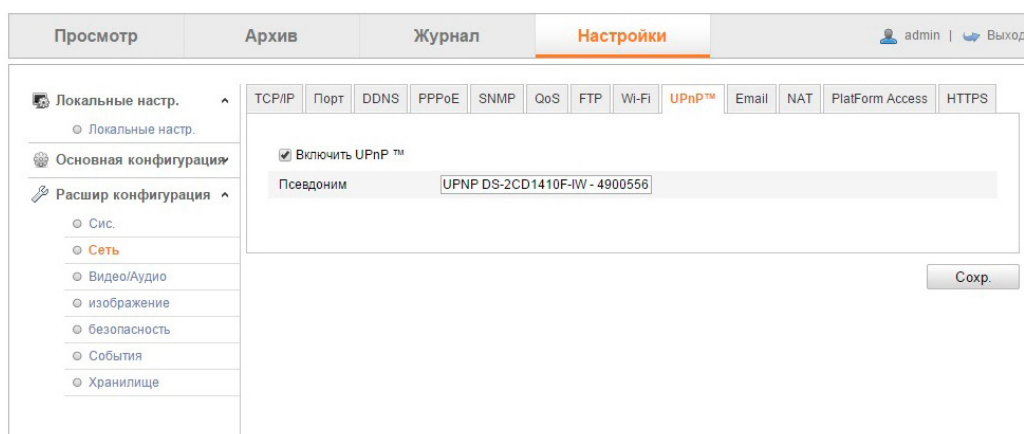 Просмотр Архив Журнал Настройки admin | Выход
Локальные настр.
Локальные настр.
Основная конфигурация
Расшир конфигурация
Сис.
Сеть
Видео/Аудио
изображение
безопасность
События
Хранилище
TCP/IP Порт DDNS PPPoE SNMP QoS FTP Wi-Fi UPnP™ Email NAT PlatForm Access HTTPS
Включить UPnP ™
Псевдоним UPNP DS-2CD1410F-IW - 4900556
Сохр.